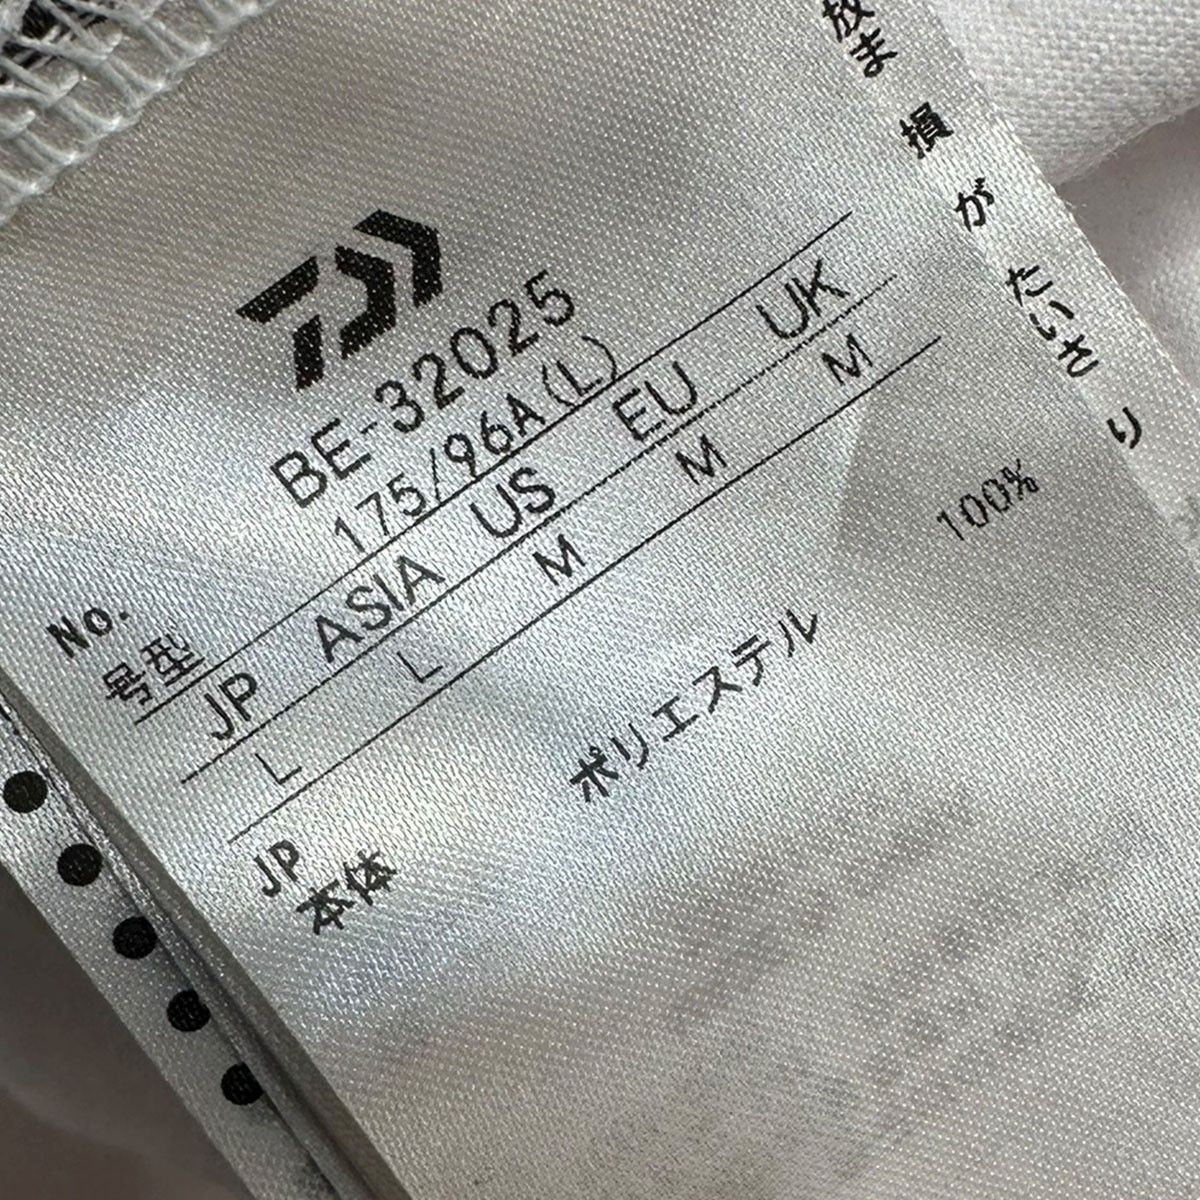 No. BE-32025
号型 175/96A(L)
JP ASIA US EU UK
L L M M M
JP
本体 ポリエステル 100%
放ま
損
が
たいさ
り